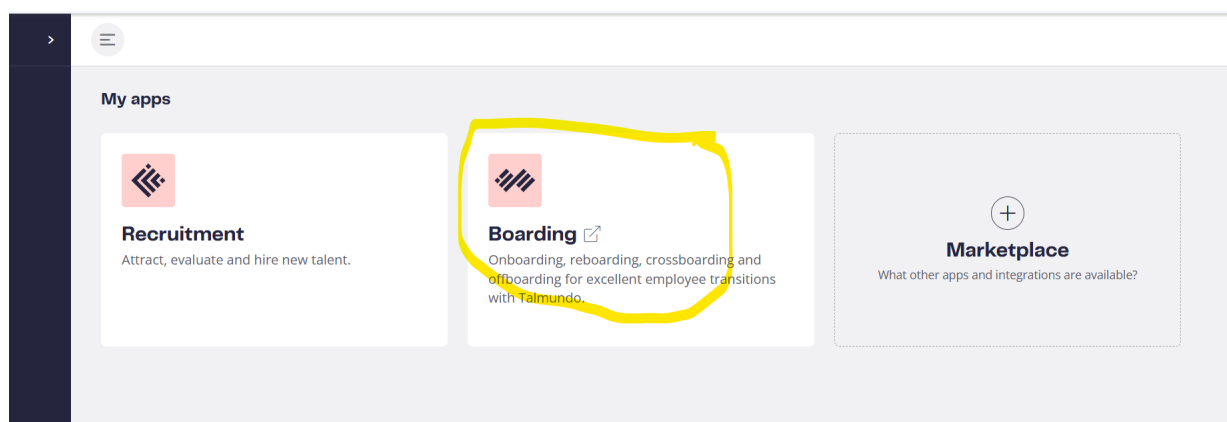 My apps
Recruitment
Attract, evaluate and hire new talent.
Boarding
Onboarding, reboarding, crossboarding and
offboarding for excellent employee transitions
with Talmundo.
Marketplace
What other apps and integrations are available?